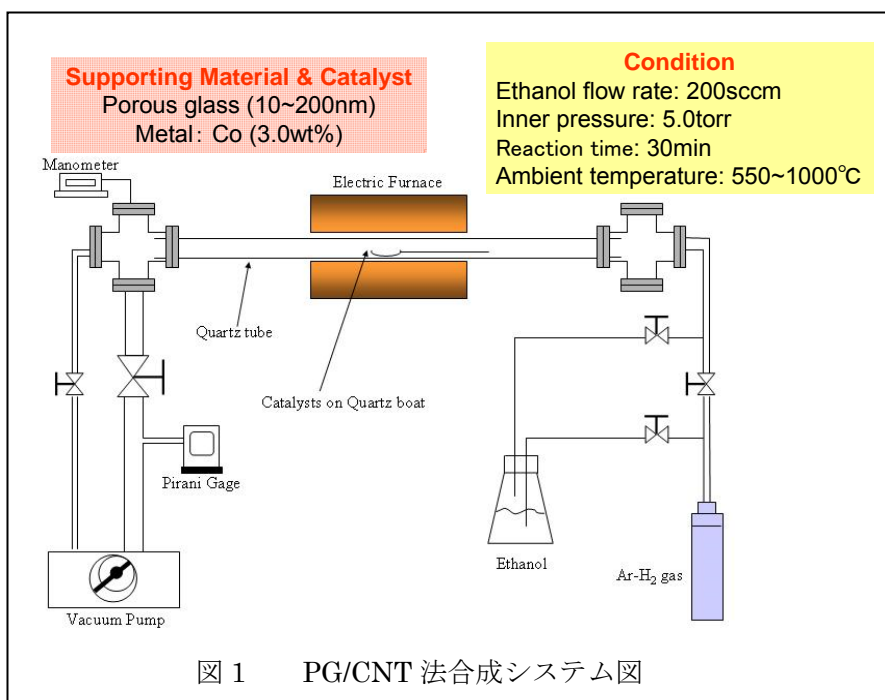 Supporting Material & Catalyst
Porous glass (10~200nm)
Metal: Co (3.0wt%)
Condition
Ethanol flow rate: 200sccm
Inner pressure: 5.0torr
Reaction time: 30min
Ambient temperature: 550~1000℃
Manometer
Electric Furnace
Quartz tube
Catalysts on Quartz boat
Pirani Gage
Ethanol
Ar-H₂ gas
Vacuum Pump
図 1 PG/CNT 法合成システム図